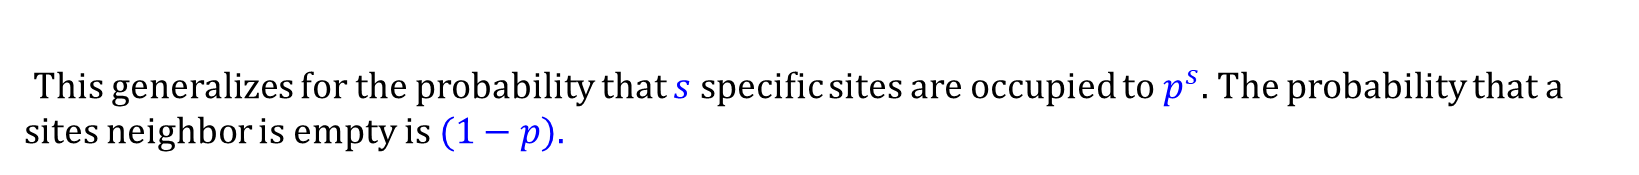 This generalizes for the probability that s specific sites are occupied to pˢ. The probability that a
sites neighbor is empty is (1 − p).